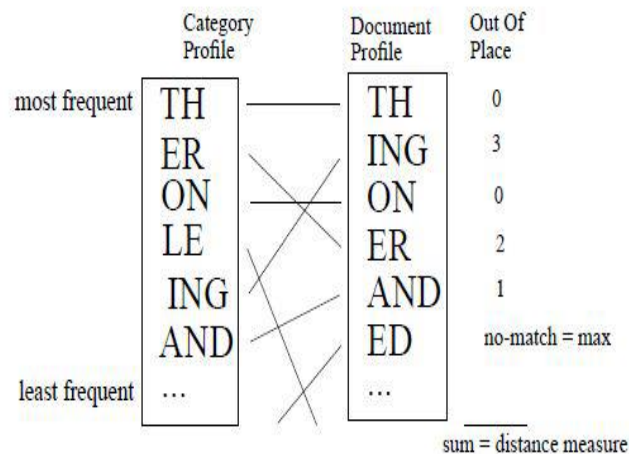 Category Profile
Document Profile
Out Of Place
most frequent
TH
TH
0
ER
ING
3
ON
ON
0
LE
ER
2
ING
AND
1
AND
ED
no-match = max
least frequent
...
...
sum = distance measure